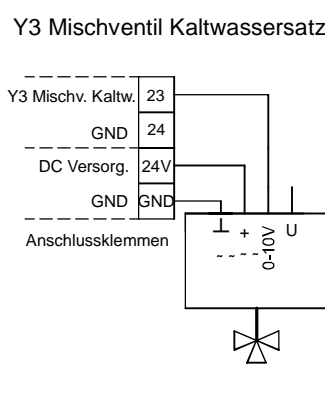 Y3 Mischventil Kaltwassersatz
Y3 Mischv. Kaltw. 23
GND 24
DC Versorg. 24V
GND GND
Anschlussklemmen
⊥ + 0-10V U
~ ~ ~ ~